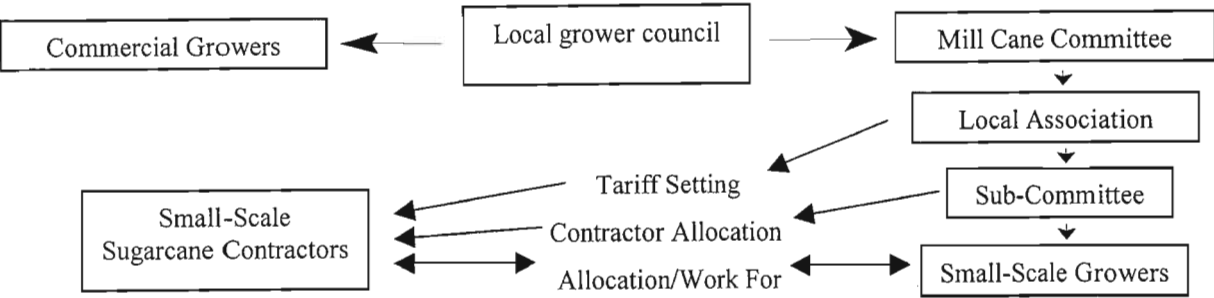 Commercial Growers
Local grower council
Mill Cane Committee
Local Association
Tariff Setting
Sub-Committee
Small-Scale
Sugarcane Contractors
Contractor Allocation
Allocation/Work For
Small-Scale Growers